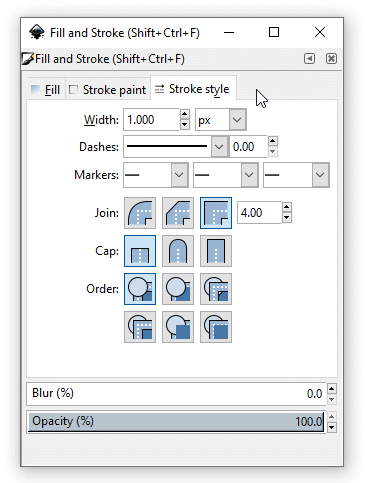 Fill and Stroke (Shift+Ctrl+F)
Fill and Stroke (Shift+Ctrl+F)
Fill Stroke paint Stroke style
Width: 1.000 px
Dashes: 0.00
Markers:
Join: 4.00
Cap:
Order:
Blur (%) 0.0
Opacity (%) 100.0